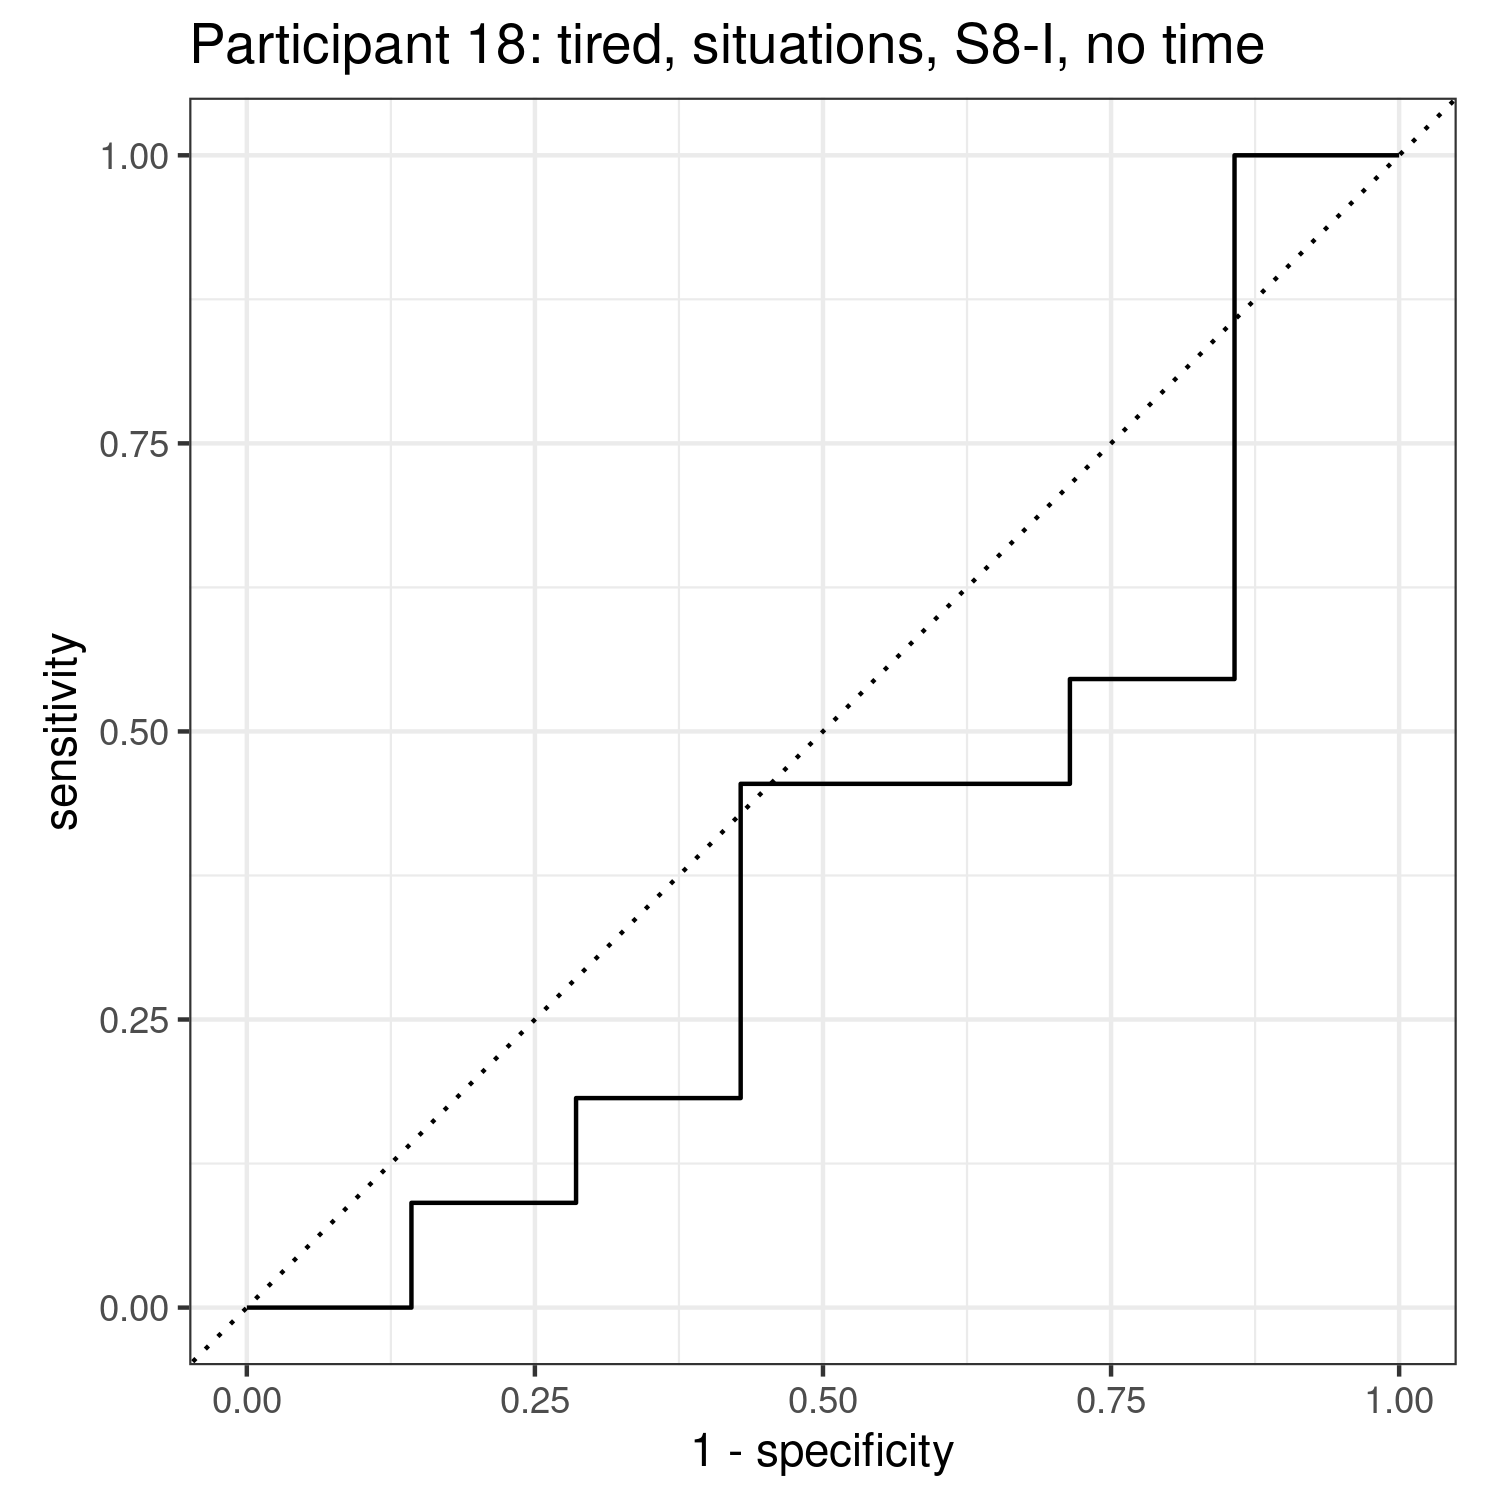 Participant 18: tired, situations, S8-I, no time
1.00
0.75
0.50
0.25
0.00
sensitivity
0.00 0.25 0.50 0.75 1.00
1 - specificity